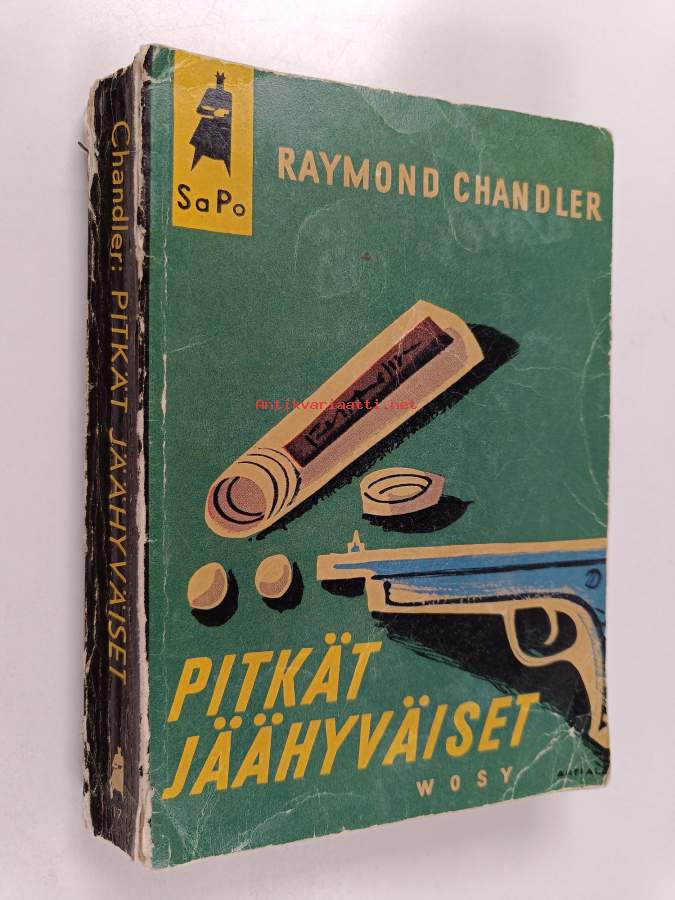 SaPo
RAYMOND CHANDLER
Antikvariaatti.net
PITKÄT
JÄÄHYVÄISET
WOSY
Chandler: PITKÄT JÄÄHYVÄISET